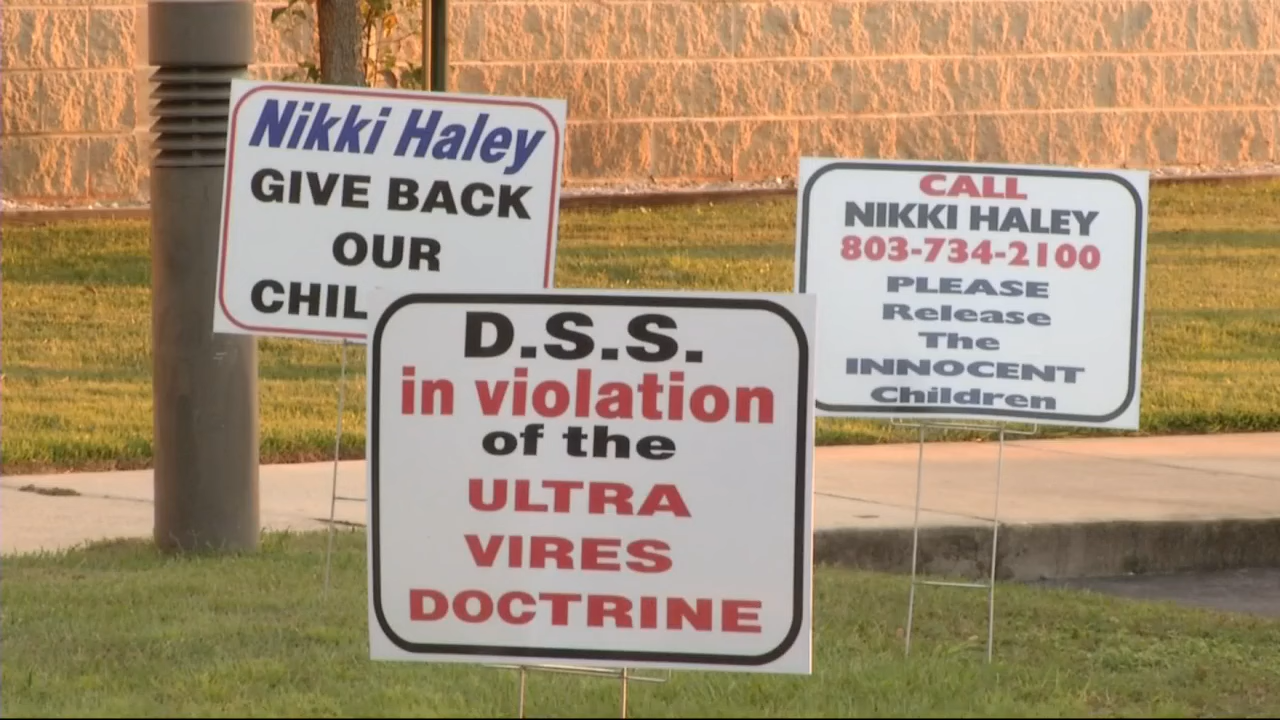 Nikki Haley
GIVE BACK
OUR
CHIL
D.S.S.
in violation
of the
ULTRA
VIRES
DOCTRINE
CALL
NIKKI HALEY
803-734-2100
PLEASE
Release
The
INNOCENT
Children